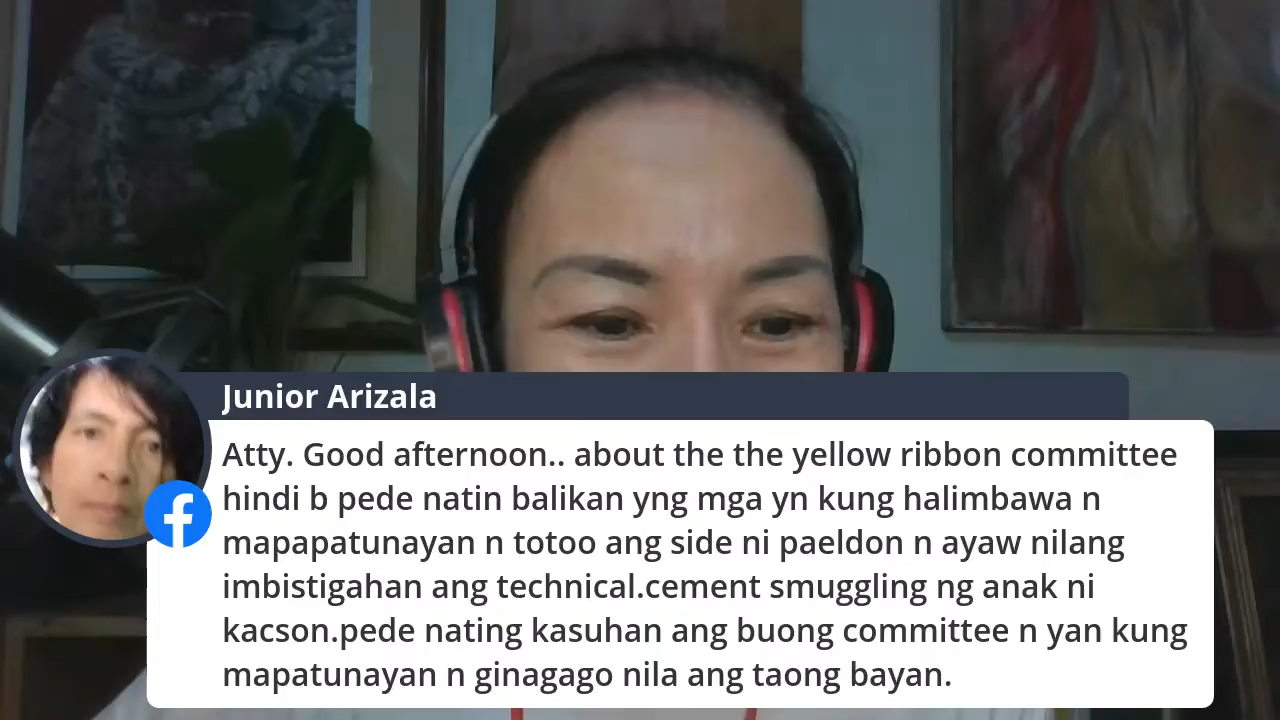 Junior Arizala
Atty. Good afternoon.. about the the yellow ribbon committee
hindi b pede natin balikan yng mga yn kung halimbawa n
mapapatunayan n totoo ang side ni paeldon n ayaw nilang
imbistigahan ang technical.cement smuggling ng anak ni
kacson.pede nating kasuhan ang buong committee n yan kung
mapatunayan n ginagago nila ang taong bayan.